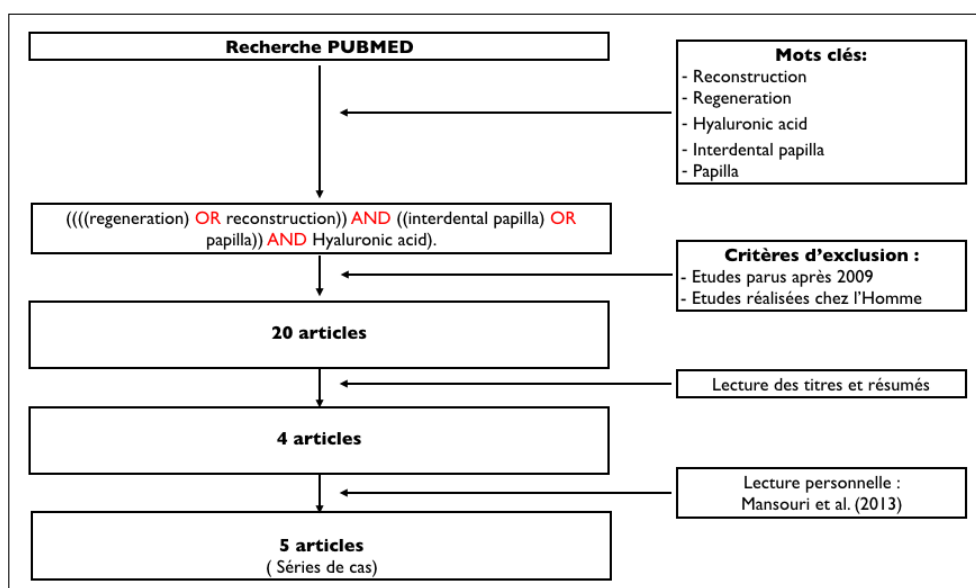 Recherche PUBMED
Mots clés:
- Reconstruction
- Regeneration
- Hyaluronic acid
- Interdental papilla
- Papilla
((((regeneration) OR reconstruction)) AND ((interdental papilla) OR
papilla)) AND Hyaluronic acid).
Critères d'exclusion :
- Etudes parus après 2009
- Etudes réalisées chez l'Homme
20 articles
Lecture des titres et résumés
4 articles
Lecture personnelle :
Mansouri et al. (2013)
5 articles
( Séries de cas)